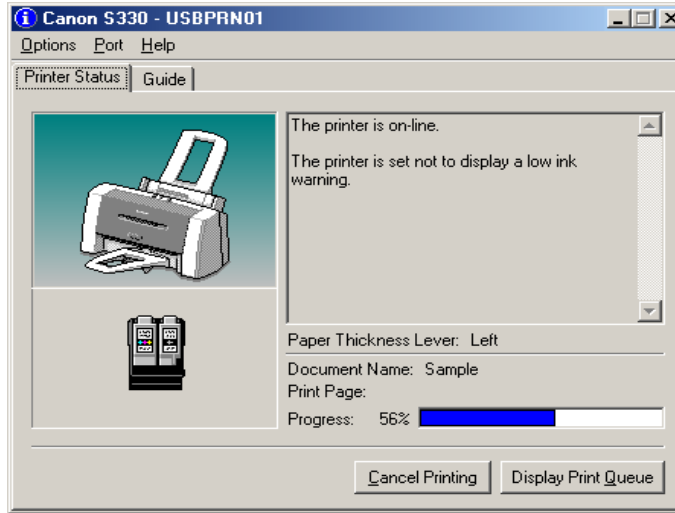 Canon S330 - USBPRN01
Options Port Help
Printer Status Guide
The printer is on-line.
The printer is set not to display a low ink
warning.
Paper Thickness Lever: Left
Document Name: Sample
Print Page:
Progress: 56%
Cancel Printing Display Print Queue